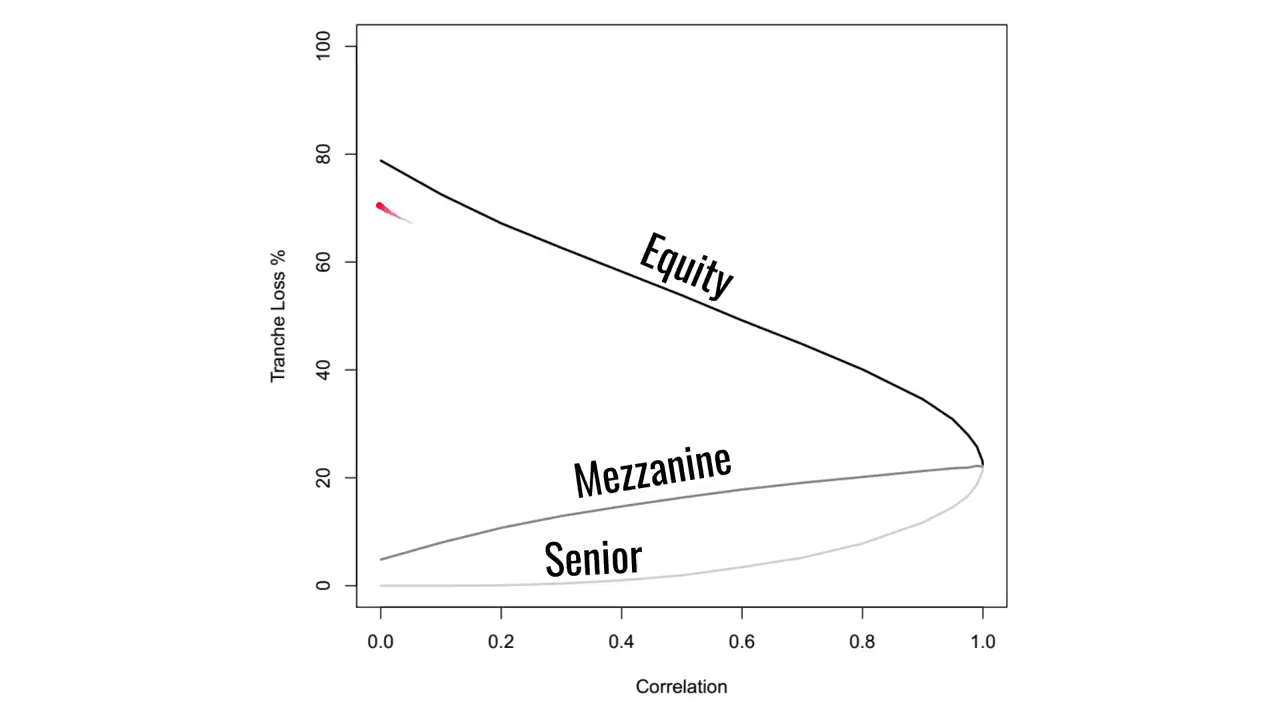 100
80
60
40
20
0
Tranche Loss %
Equity
Mezzanine
Senior
0.0 0.2 0.4 0.6 0.8 1.0
Correlation